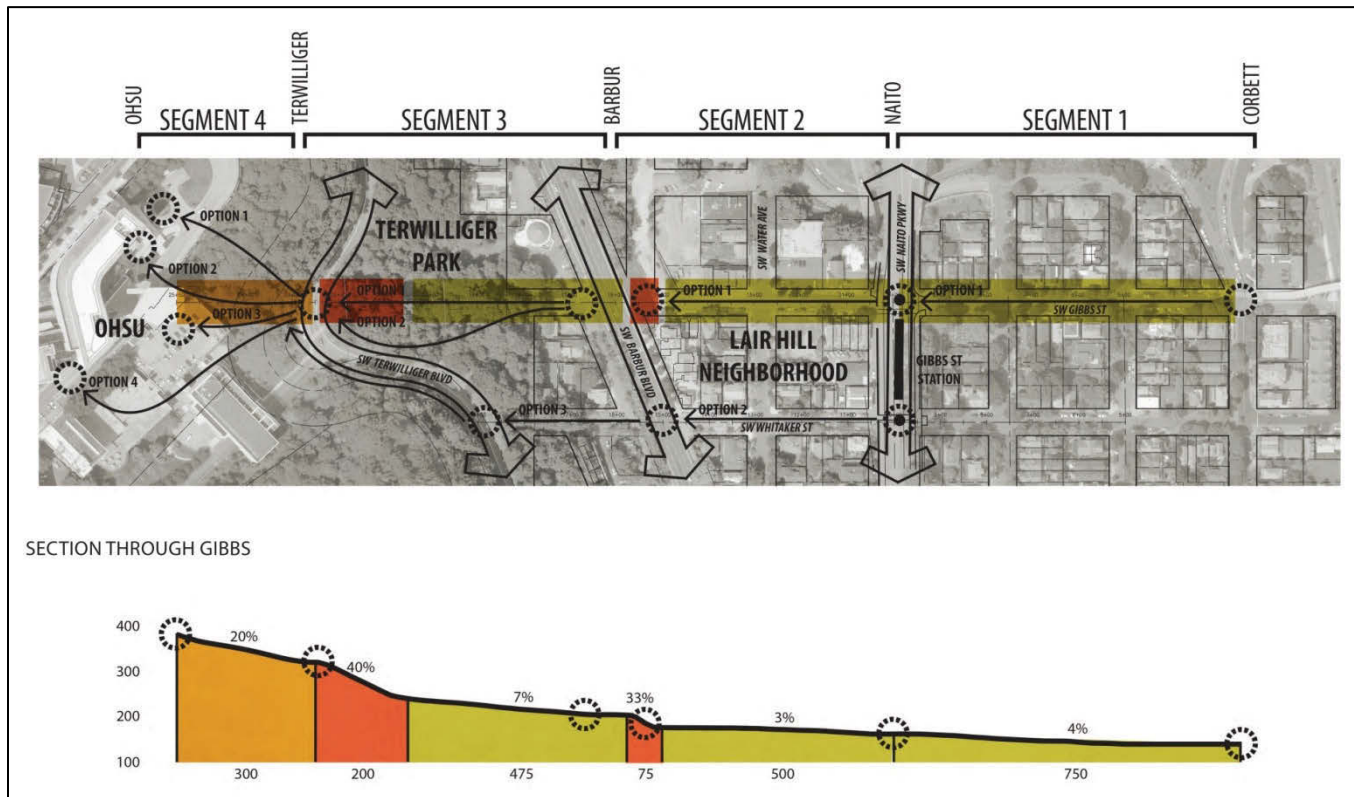 OHSU
TERWILLIGER
BARBUR
NAITO
CORBETT
SEGMENT 4
SEGMENT 3
SEGMENT 2
SEGMENT 1
OPTION 1
OPTION 2
OPTION 3
OPTION 4
OHSU
TERWILLIGER
PARK
OPTION 1
OPTION 2
SW TERWILLIGER BLVD
OPTION 3
SW BARBUR BLVD
SW WATER AVE
OPTION 1
LAIR HILL
NEIGHBORHOOD
OPTION 2
SW WHITAKER ST
SW NAITO PKWY
GIBBS ST
STATION
OPTION 1
SW GIBBS ST
SECTION THROUGH GIBBS
400
300
200
100
20%
40%
7%
33%
3%
4%
300
200
475
75
500
750